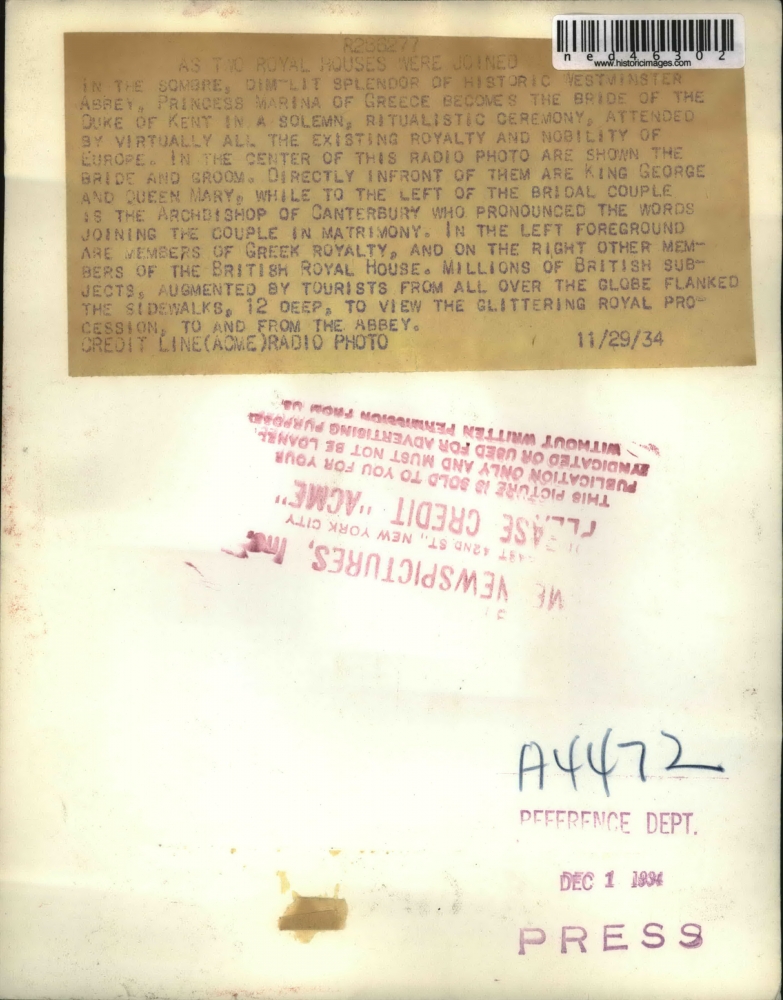 ned46302
www.historicimages.com
AS TWO ROYAL HOUSES WERE JOINED
IN THE SOMBRE, DIM-LIT SPLENDOR OF HISTORIC WESTMINSTER
ABBEY, PRINCESS MARINA OF GREECE BECOMES THE BRIDE OF THE
DUKE OF KENT IN A SOLEMN, RITUALISTIC CEREMONY, ATTENDED
BY VIRTUALLY ALL THE EXISTING ROYALTY AND NOBILITY OF
EUROPE. IN THE CENTER OF THIS RADIO PHOTO ARE SHOWN THE
BRIDE AND GROOM. DIRECTLY INFRONT OF THEM ARE KING GEORGE
AND QUEEN MARY, WHILE TO THE LEFT OF THE BRIDAL COUPLE
IS THE ARCHBISHOP OF CANTERBURY WHO PRONOUNCED THE WORDS
JOINING THE COUPLE IN MATRIMONY. IN THE LEFT FOREGROUND
ARE MEMBERS OF GREEK ROYALTY, AND ON THE RIGHT OTHER MEM-
BERS OF THE BRITISH ROYAL HOUSE. MILLIONS OF BRITISH SUB-
JECTS, AUGMENTED BY TOURISTS FROM ALL OVER THE GLOBE FLANKED
THE SIDEWALKS, 12 DEEP, TO VIEW THE GLITTERING ROYAL PRO-
CESSION, TO AND FROM THE ABBEY.
CREDIT LINE(ACME)RADIO PHOTO 11/29/34
ME NEWSPICTURES, Inc.
42ND ST., NEW YORK CITY
PLEASE CREDIT "ACME"
THIS PICTURE IS SOLD TO YOU FOR YOUR
PUBLICATION ONLY AND MUST NOT BE LOANED,
SYNDICATED OR USED FOR ADVERTISING PURPOSES
WITHOUT WRITTEN PERMISSION FROM US.
A4472
REFERENCE DEPT.
DEC 1 1934
PRESS